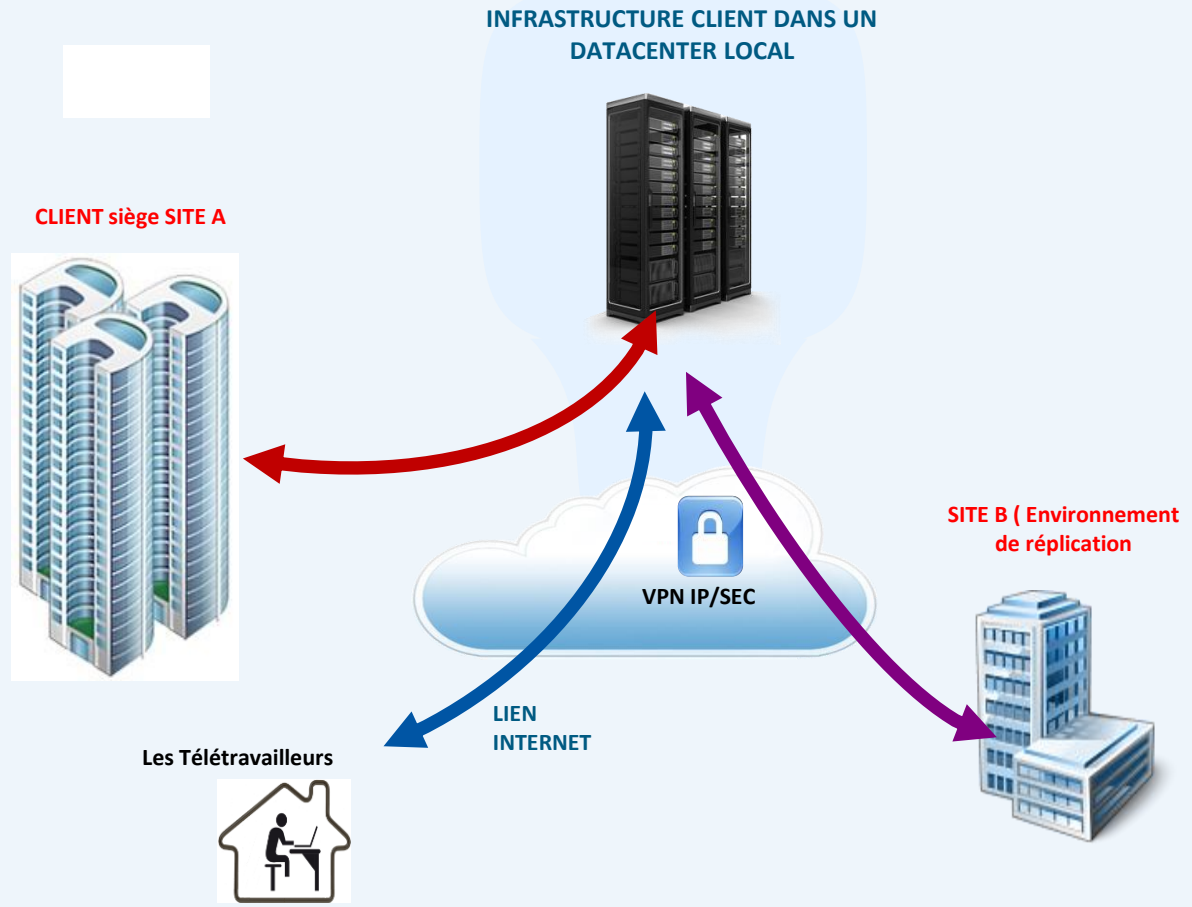 INFRASTRUCTURE CLIENT DANS UN
DATACENTER LOCAL
CLIENT siège SITE A
SITE B ( Environnement
de réplication
VPN IP/SEC
LIEN
INTERNET
Les Télétravailleurs